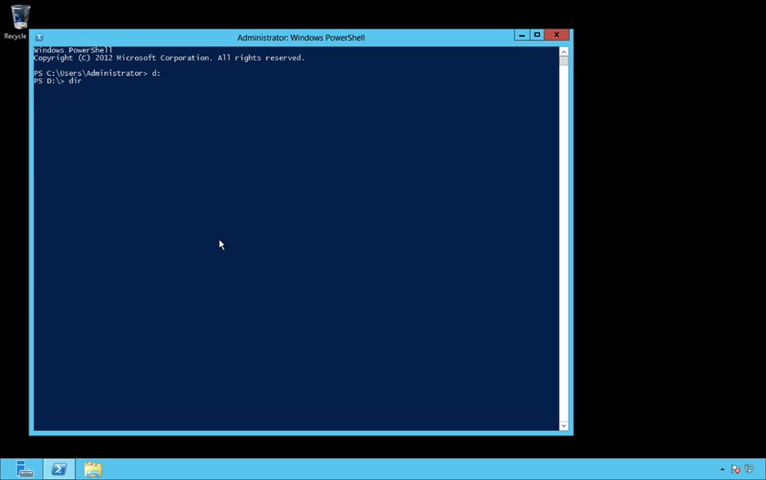 Recycle
Administrator: Windows PowerShell
Windows PowerShell
Copyright (C) 2012 Microsoft Corporation. All rights reserved.
PS C:\Users\Administrator> d:
PS D:\> dir